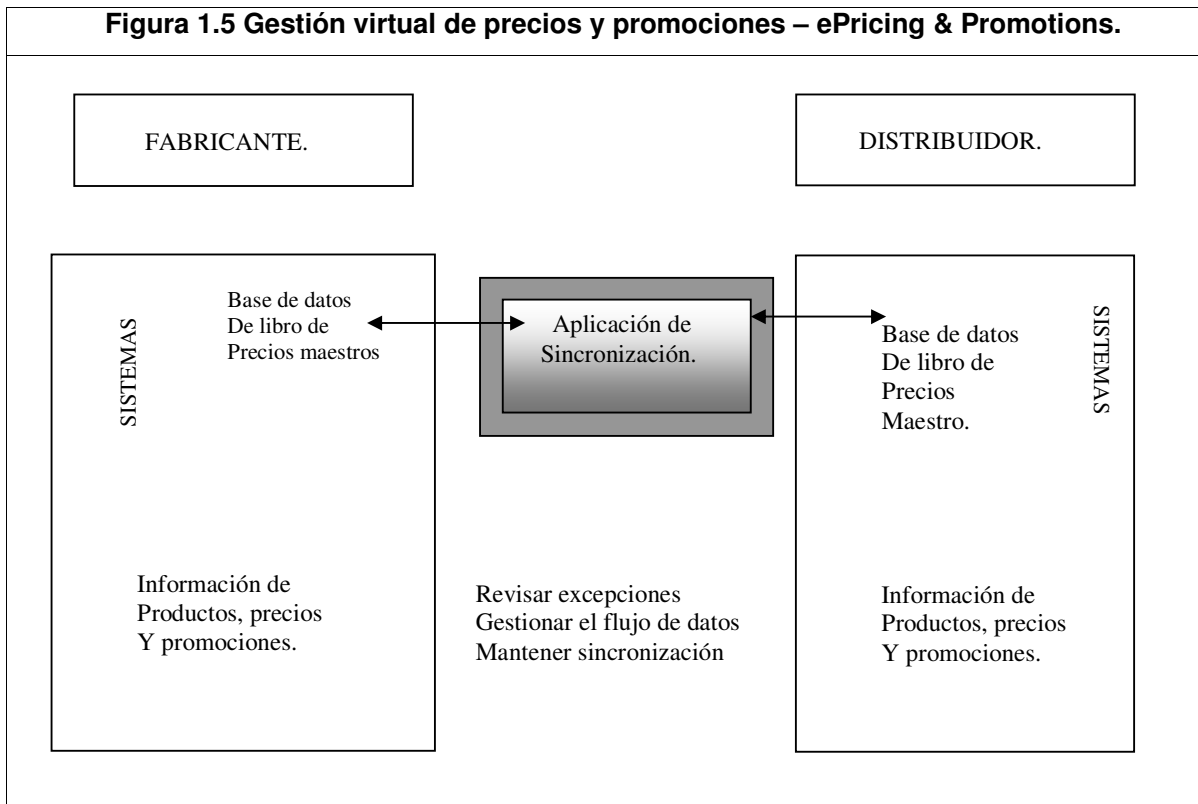 Figura 1.5 Gestión virtual de precios y promociones – ePricing & Promotions.
FABRICANTE.
DISTRIBUIDOR.
SISTEMAS
Base de datos
De libro de
Precios maestros
Aplicación de
Sincronización.
Base de datos
De libro de
Precios
Maestro.
SISTEMAS
Información de
Productos, precios
Y promociones.
Revisar excepciones
Gestionar el flujo de datos
Mantener sincronización
Información de
Productos, precios
Y promociones.